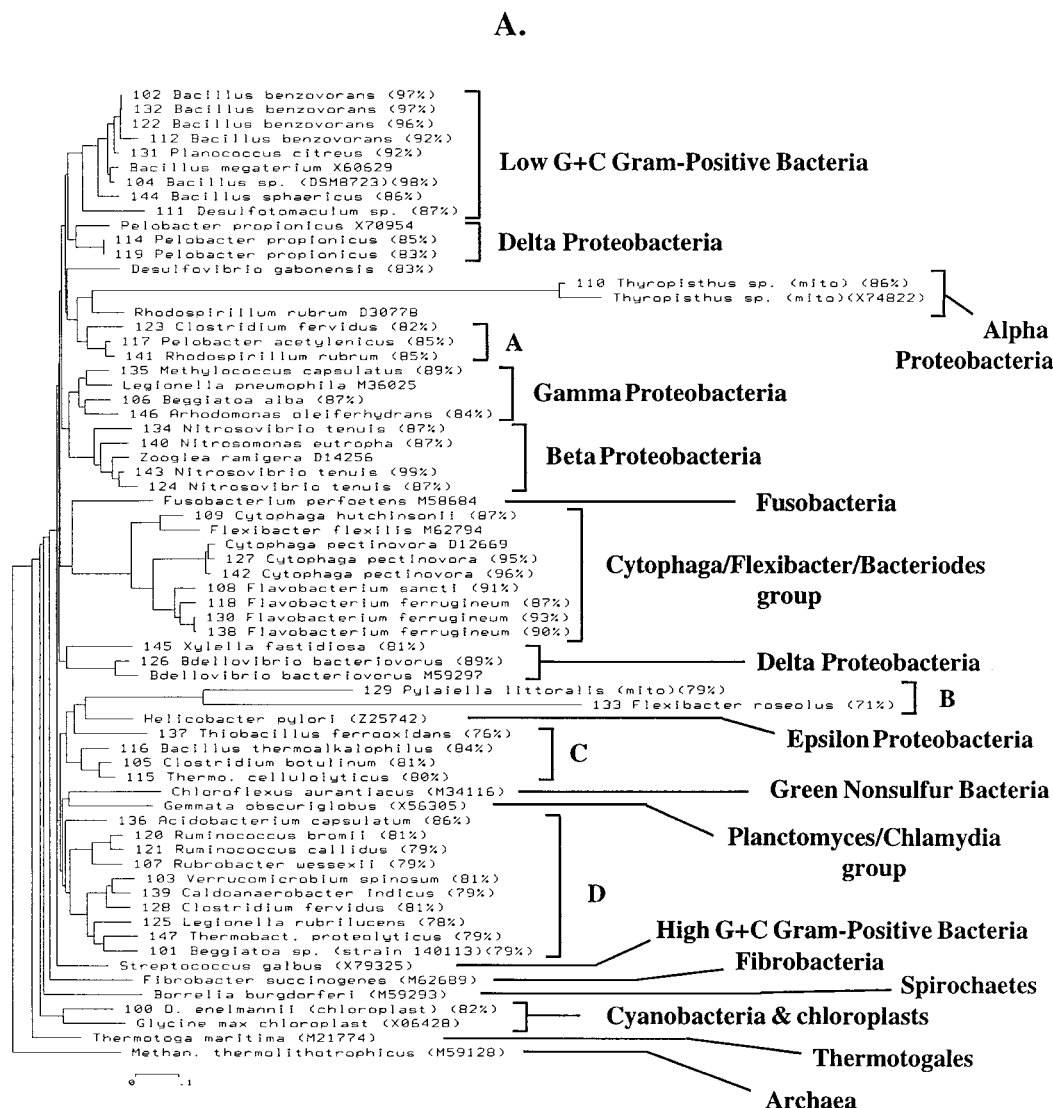 A.
102 Bacillus benzovorans (97%)
132 Bacillus benzovorans (97%)
122 Bacillus benzovorans (96%)
112 Bacillus benzovorans (92%)
131 Planococcus citreus (92%)
Bacillus megaterium X60629
104 Bacillus sp. (DSM8723)(98%)
144 Bacillus sphaericus (86%)
111 Desulfotomaculum sp. (87%)
Low G+C Gram-Positive Bacteria
Pelobacter propionicus X70954
114 Pelobacter propionicus (85%)
119 Pelobacter propionicus (83%)
Delta Proteobacteria
Desulfovibrio gabonensis (83%)
110 Thyropisthus sp. (mito) (86%)
Thyropisthus sp. (mito)(X74822)
Alpha
Proteobacteria
Rhodospirillum rubrum D30778
123 Clostridium fervidus (82%)
117 Pelobacter acetylenicus (85%)
141 Rhodospirillum rubrum (85%)
A
135 Methylococcus capsulatus (89%)
Legionella pneumophila M36025
106 Beggiatoa alba (87%)
146 Arhodomonas oleiferhydrans (84%)
Gamma Proteobacteria
134 Nitrosovibrio tenuis (87%)
140 Nitrosomonas eutropha (87%)
Zooglea ramigera D14256
143 Nitrosovibrio tenuis (99%)
124 Nitrosovibrio tenuis (87%)
Beta Proteobacteria
Fusobacterium perfoetens M58684
Fusobacteria
109 Cytophaga hutchinsonii (87%)
Flexibacter flexilis M62794
Cytophaga pectinovora D12669
127 Cytophaga pectinovora (95%)
142 Cytophaga pectinovora (96%)
108 Flavobacterium sancti (91%)
118 Flavobacterium ferrugineum (87%)
130 Flavobacterium ferrugineum (93%)
138 Flavobacterium ferrugineum (90%)
Cytophaga/Flexibacter/Bacteriodes
group
145 Xylella fastidiosa (81%)
126 Bdellovibrio bacteriovorus (89%)
Bdellovibrio bacteriovorus M59297
Delta Proteobacteria
129 Pylaiella littoralis (mito)(79%)
133 Flexibacter roseolus (71%)
B
Helicobacter pylori (Z25742)
Epsilon Proteobacteria
137 Thiobacillus ferrooxidans (76%)
116 Bacillus thermoalkalophilus (84%)
105 Clostridium botulinum (81%)
115 Thermo. cellulolyticus (80%)
C
Chloroflexus aurantiacus (M34116)
Green Nonsulfur Bacteria
Gemmata obscuriglobus (X56305)
Planctomyces/Chlamydia
group
136 Acidobacterium capsulatum (86%)
120 Ruminococcus bromii (81%)
121 Ruminococcus callidus (79%)
107 Rubrobacter wessexii (79%)
103 Verrucomicrobium spinosum (81%)
139 Caldoanaerobacter indicus (79%)
128 Clostridium fervidus (81%)
125 Legionella rubrilucens (78%)
147 Thermobact. proteolyticus (79%)
101 Beggiatoa sp. (strain 140113)(79%)
D
Streptococcus galbus (X79325)
High G+C Gram-Positive Bacteria
Fibrobacter succinogenes (M62689)
Fibrobacteria
Borrelia burgdorferi (M59293)
Spirochaetes
100 D. enelmannii (chloroplast) (82%)
Glycine max chloroplast (X06428)
Cyanobacteria & chloroplasts
Thermotoga maritima (M21774)
Thermotogales
Methan. thermolithotrophicus (M59128)
Archaea
0 .1